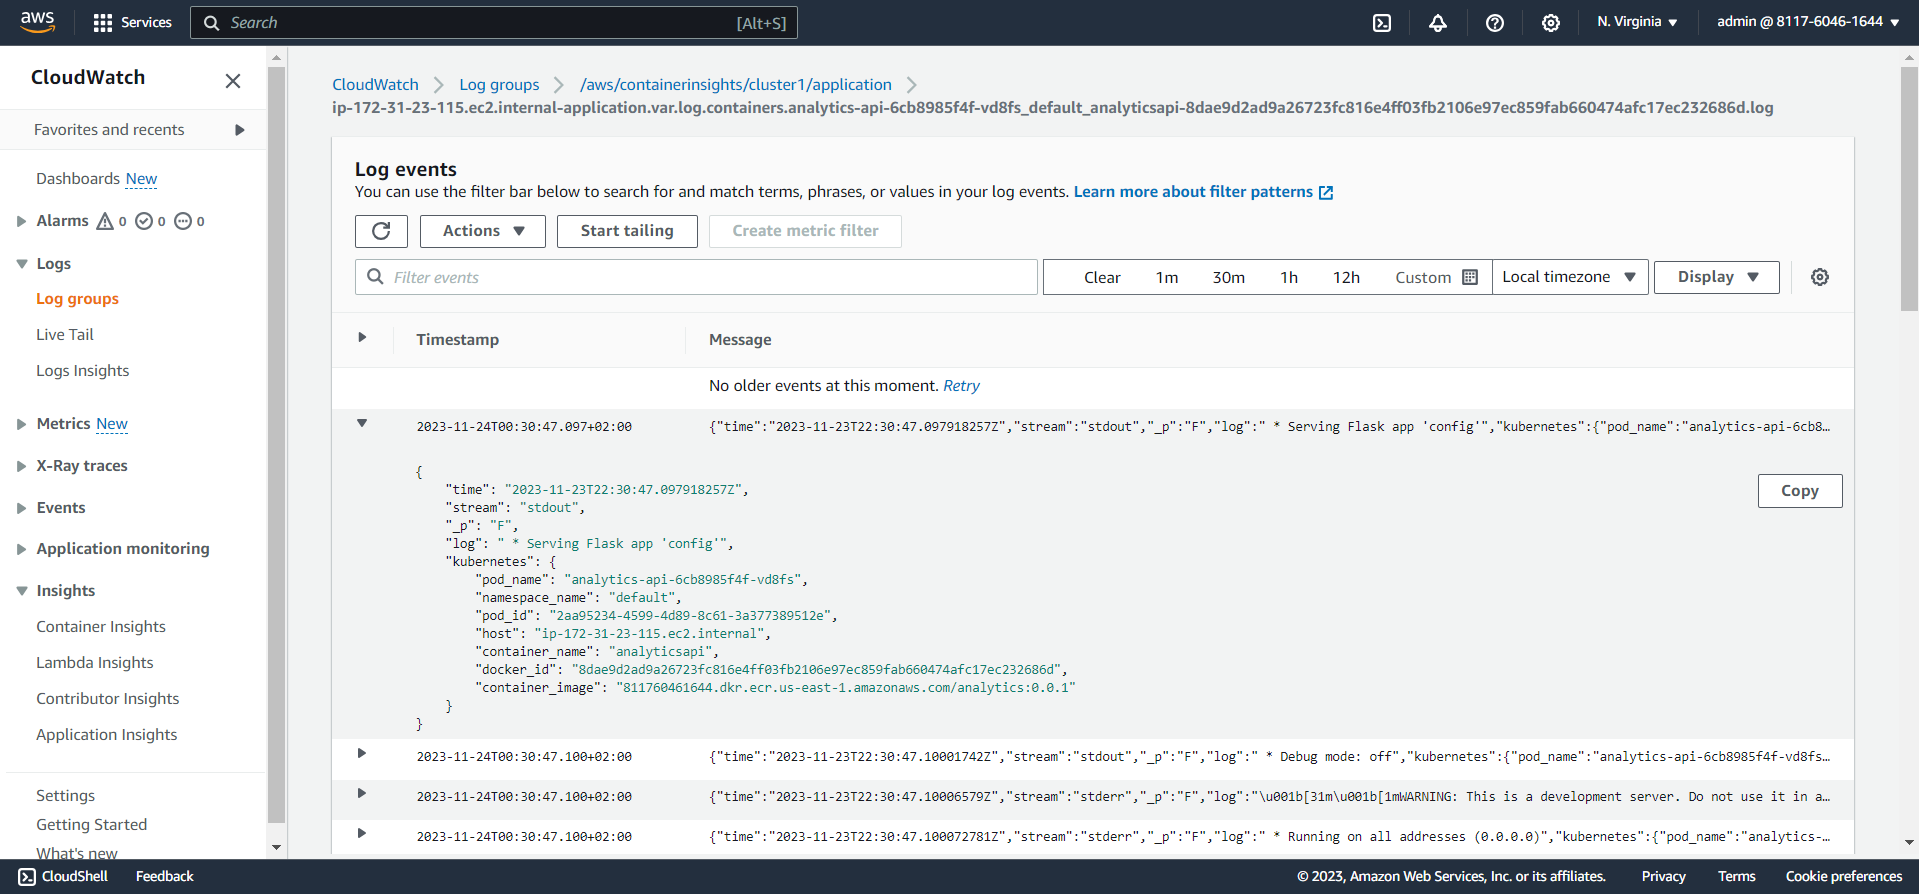 aws Services Search [Alt+S] N. Virginia admin @ 8117-6046-1644
CloudWatch
Favorites and recents
Dashboards New
Alarms 0 0 0
Logs
Log groups
Live Tail
Logs Insights
Metrics New
X-Ray traces
Events
Application monitoring
Insights
Container Insights
Lambda Insights
Contributor Insights
Application Insights
Settings
Getting Started
What's new
CloudWatch Log groups /aws/containerinsights/cluster1/application
ip-172-31-23-115.ec2.internal-application.var.log.containers.analytics-api-6cb8985f4f-vd8fs_default_analyticsapi-8dae9d2ad9a26723fc816e4ff03fb2106e97ec859fab660474afc17ec232686d.log
Log events
You can use the filter bar below to search for and match terms, phrases, or values in your log events. Learn more about filter patterns
Actions Start tailing Create metric filter
Filter events Clear 1m 30m 1h 12h Custom Local timezone Display
Timestamp Message
No older events at this moment. Retry
2023-11-24T00:30:47.097+02:00 {"time":"2023-11-23T22:30:47.097918257Z","stream":"stdout","_p":"F","log":" * Serving Flask app 'config'","kubernetes":{"pod_name":"analytics-api-6cb8…
{
"time": "2023-11-23T22:30:47.097918257Z",
"stream": "stdout",
"_p": "F",
"log": " * Serving Flask app 'config'",
"kubernetes": {
"pod_name": "analytics-api-6cb8985f4f-vd8fs",
"namespace_name": "default",
"pod_id": "2aa95234-4599-4d89-8c61-3a377389512e",
"host": "ip-172-31-23-115.ec2.internal",
"container_name": "analyticsapi",
"docker_id": "8dae9d2ad9a26723fc816e4ff03fb2106e97ec859fab660474afc17ec232686d",
"container_image": "811760461644.dkr.ecr.us-east-1.amazonaws.com/analytics:0.0.1"
}
}
Copy
2023-11-24T00:30:47.100+02:00 {"time":"2023-11-23T22:30:47.10001742Z","stream":"stdout","_p":"F","log":" * Debug mode: off","kubernetes":{"pod_name":"analytics-api-6cb8985f4f-vd8fs…
2023-11-24T00:30:47.100+02:00 {"time":"2023-11-23T22:30:47.10006579Z","stream":"stderr","_p":"F","log":"\u001b[31m\u001b[1mWARNING: This is a development server. Do not use it in a…
2023-11-24T00:30:47.100+02:00 {"time":"2023-11-23T22:30:47.100072781Z","stream":"stderr","_p":"F","log":" * Running on all addresses (0.0.0.0)","kubernetes":{"pod_name":"analytics-…
CloudShell Feedback © 2023, Amazon Web Services, Inc. or its affiliates. Privacy Terms Cookie preferences